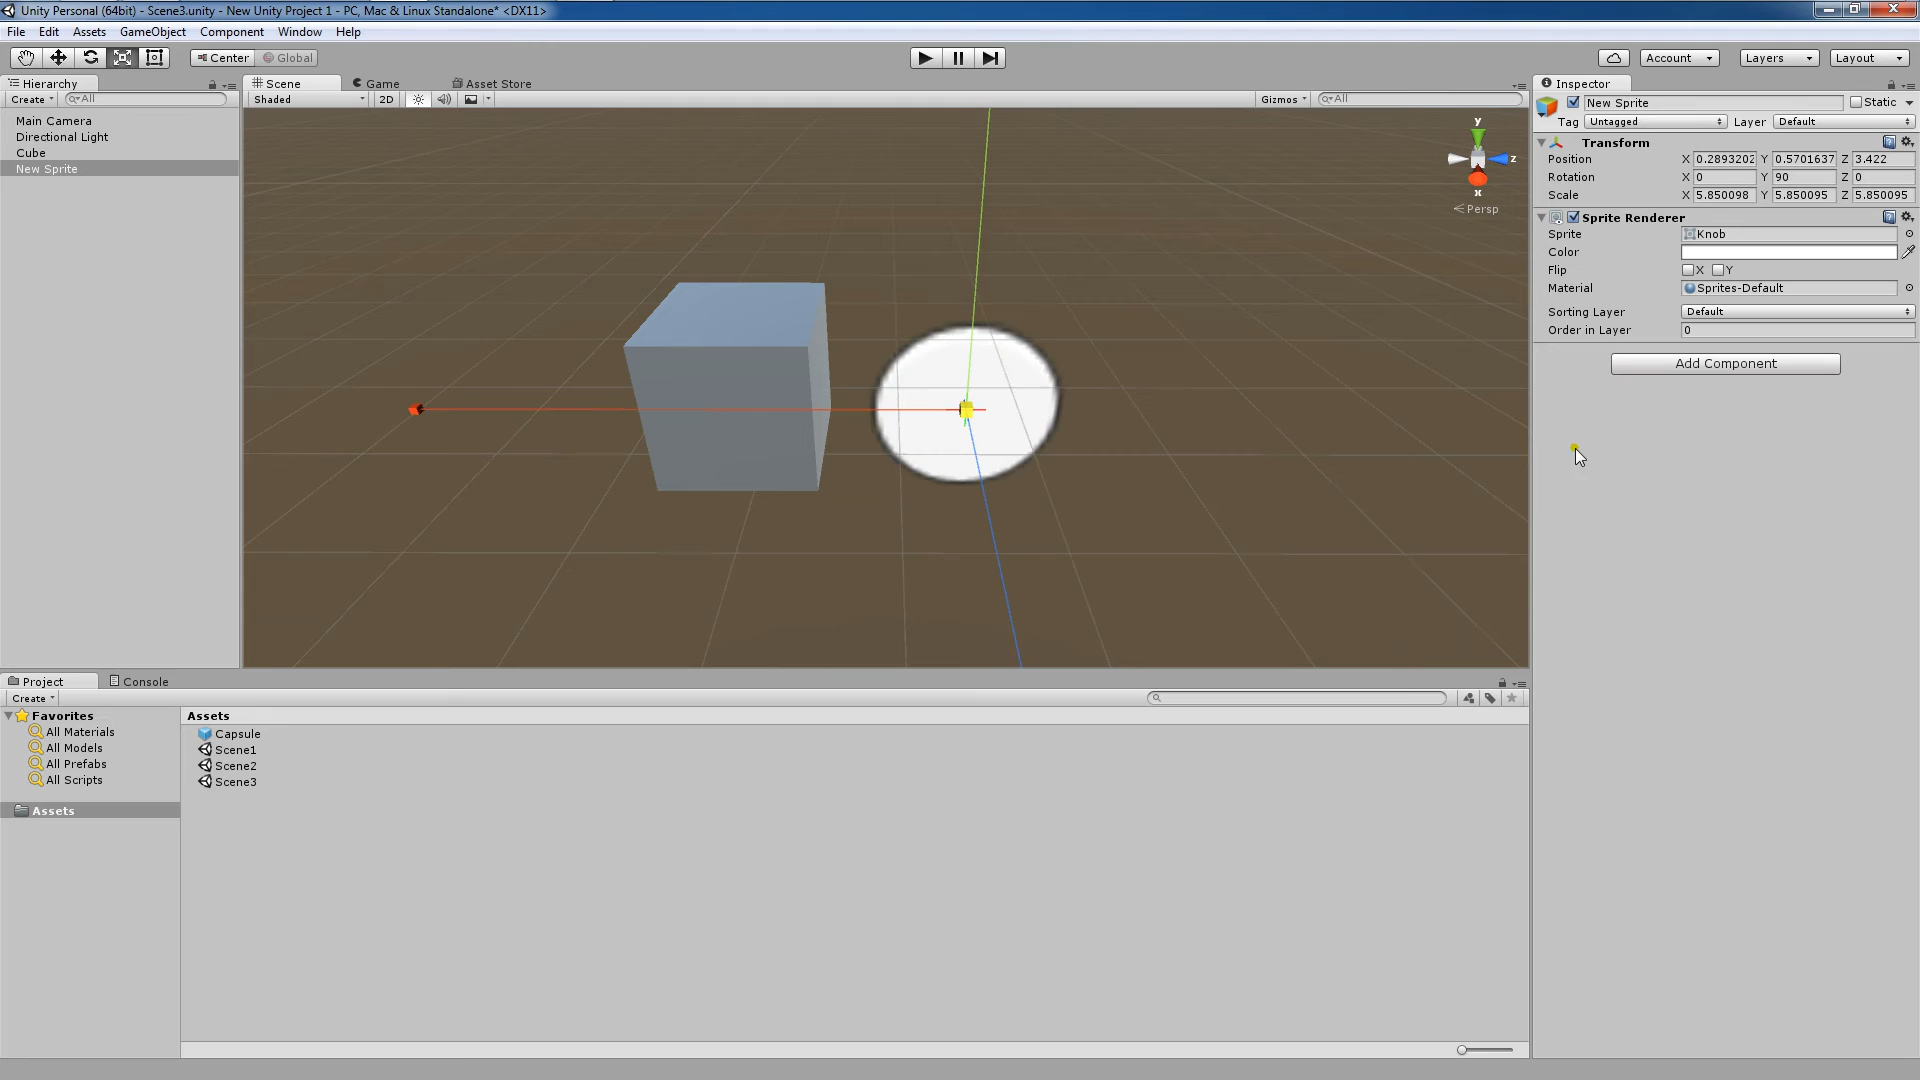 Unity Personal (64bit) - Scene3.unity - New Unity Project 1 - PC, Mac & Linux Standalone* <DX11>
File Edit Assets GameObject Component Window Help
Center Global Account Layers Layout
Hierarchy
Create All
Main Camera
Directional Light
Cube
New Sprite
Scene Game Asset Store
Shaded 2D Gizmos All
y
z
x
Persp
Inspector
New Sprite Static
Tag Untagged Layer Default
Transform
Position X 0.2893202 Y 0.5701637 Z 3.422
Rotation X 0 Y 90 Z 0
Scale X 5.850098 Y 5.850095 Z 5.850095
Sprite Renderer
Sprite Knob
Color
Flip X Y
Material Sprites-Default
Sorting Layer Default
Order in Layer 0
Add Component
Project Console
Create
Favorites
All Materials
All Models
All Prefabs
All Scripts
Assets
Assets
Capsule
Scene1
Scene2
Scene3